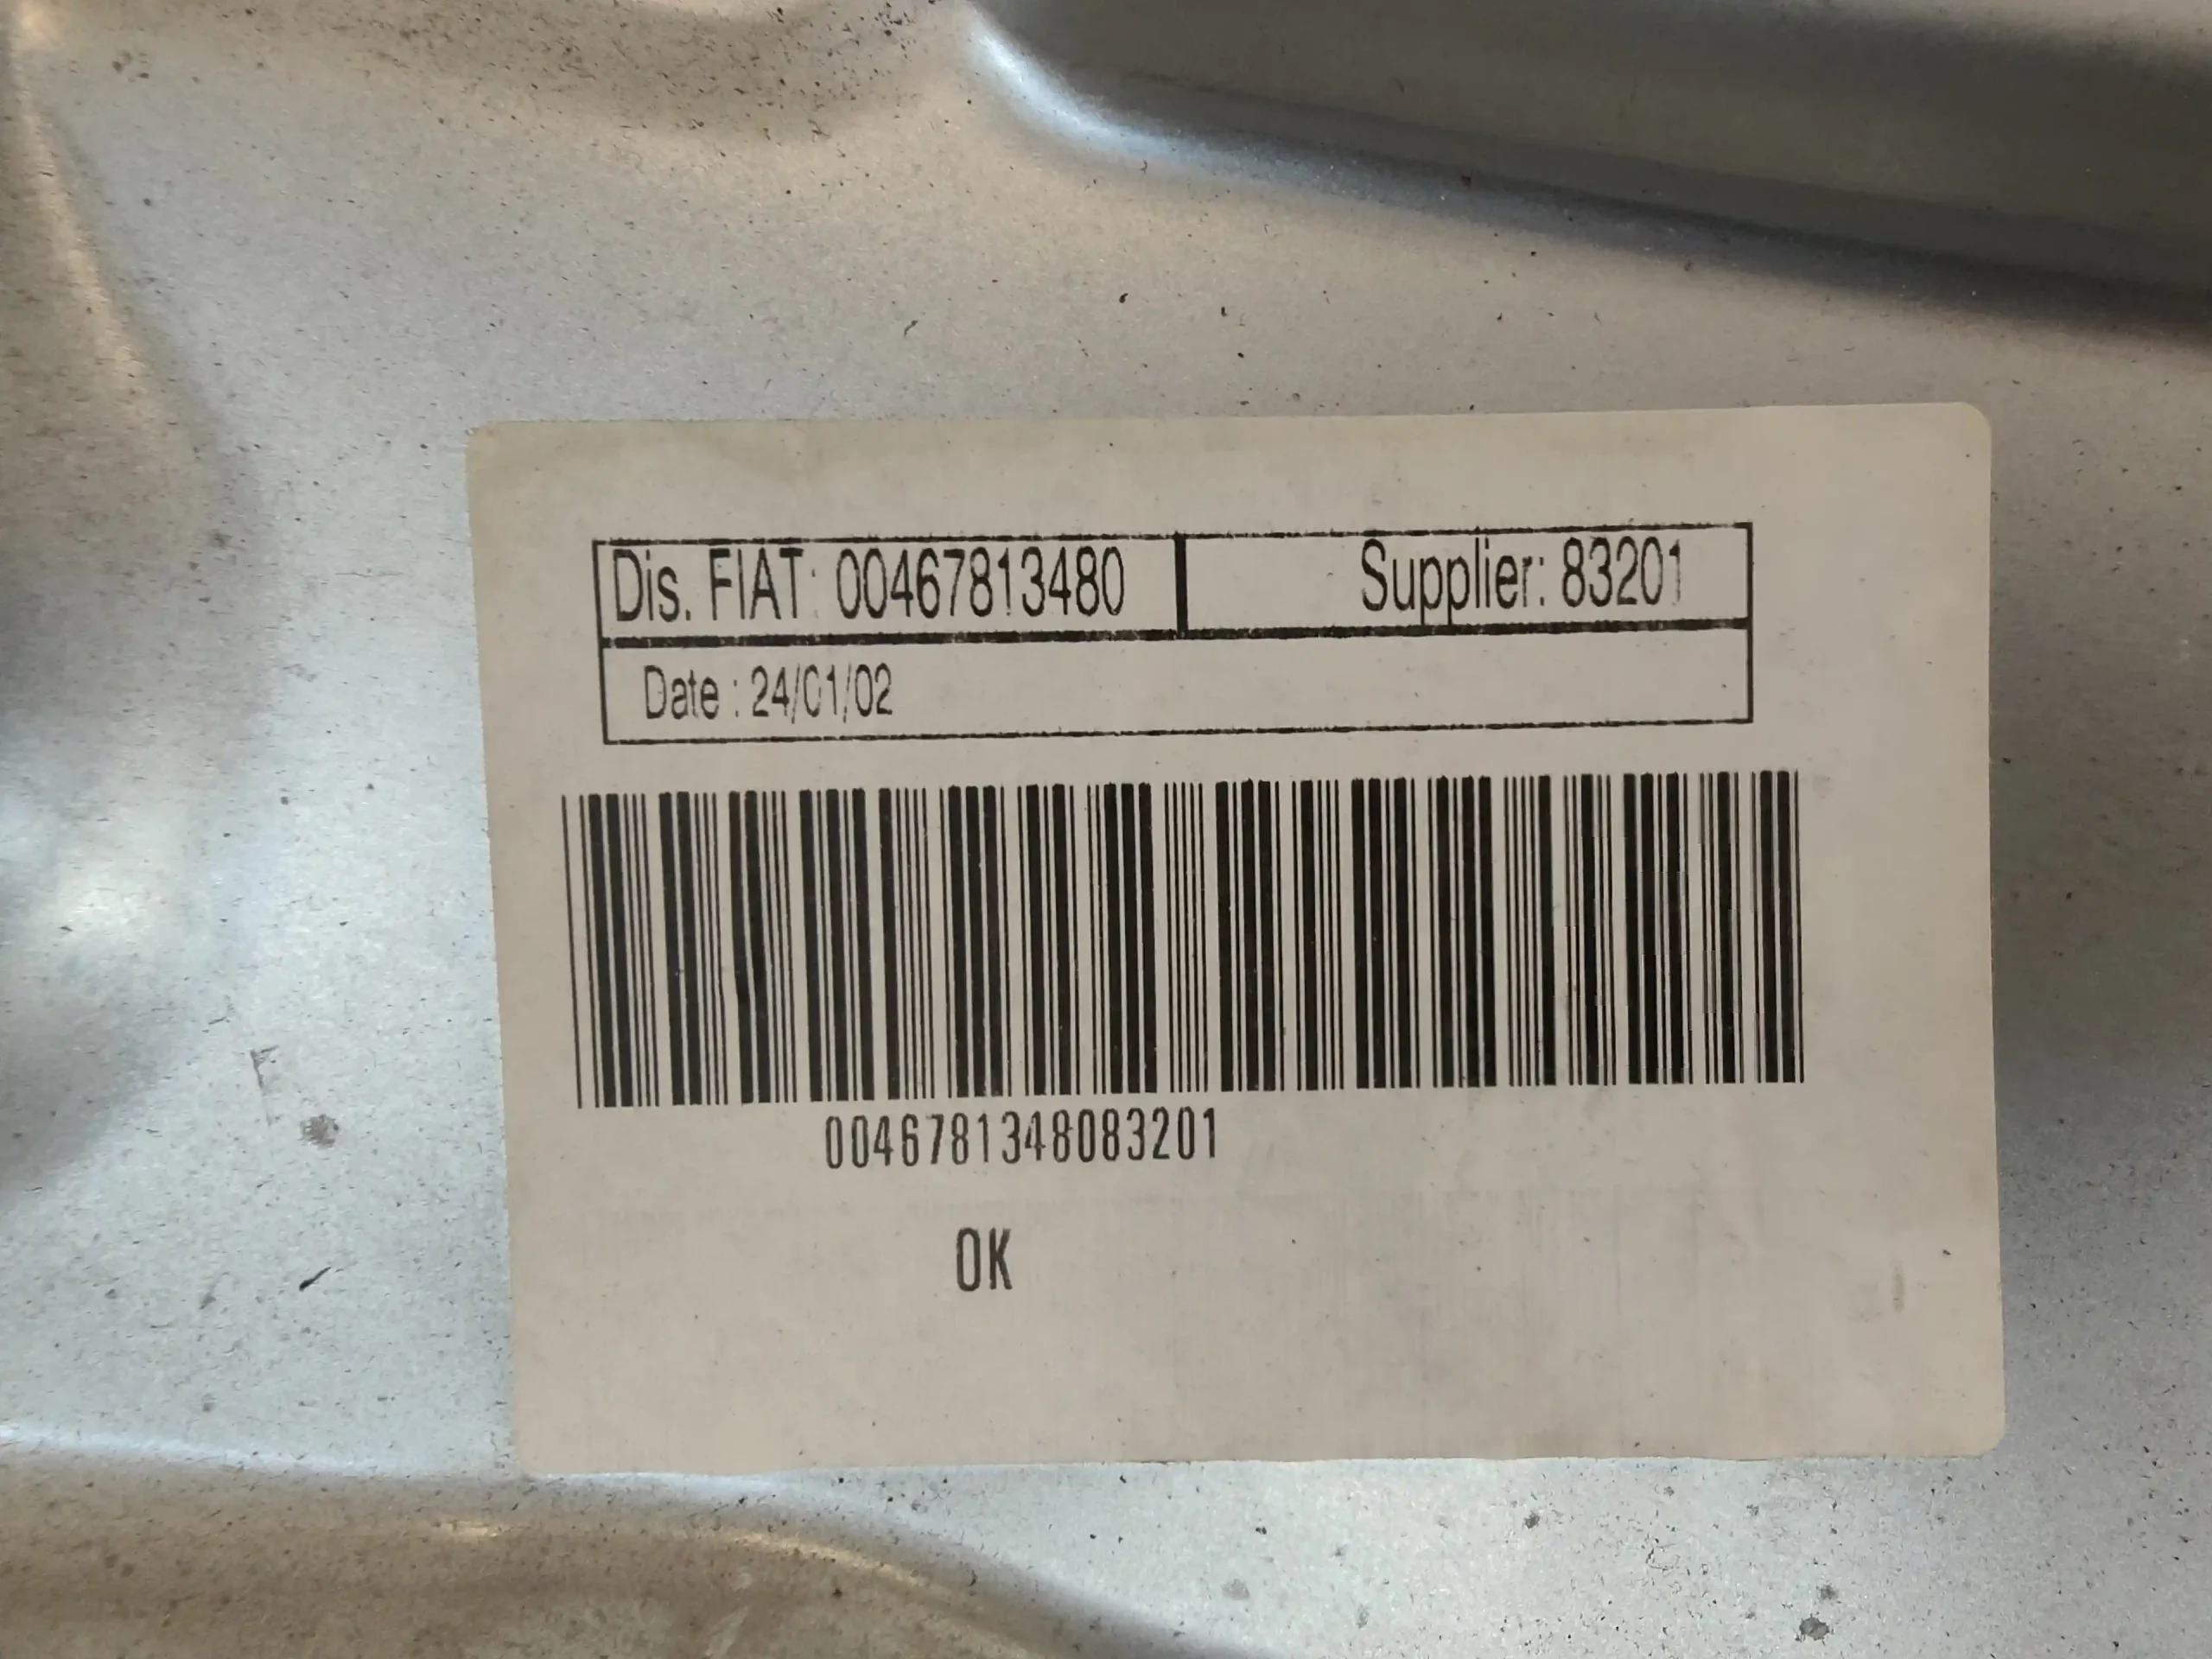 Dis. FIAT: 00467813480 Supplier: 83201
Date : 24/01/02
0046781348083201
OK